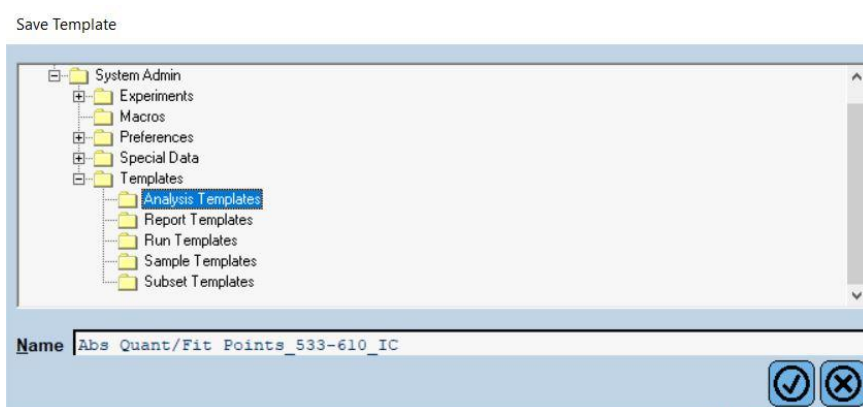 Save Template
System Admin
Experiments
Macros
Preferences
Special Data
Templates
Analysis Templates
Report Templates
Run Templates
Sample Templates
Subset Templates
Name Abs Quant/Fit Points_533-610_IC